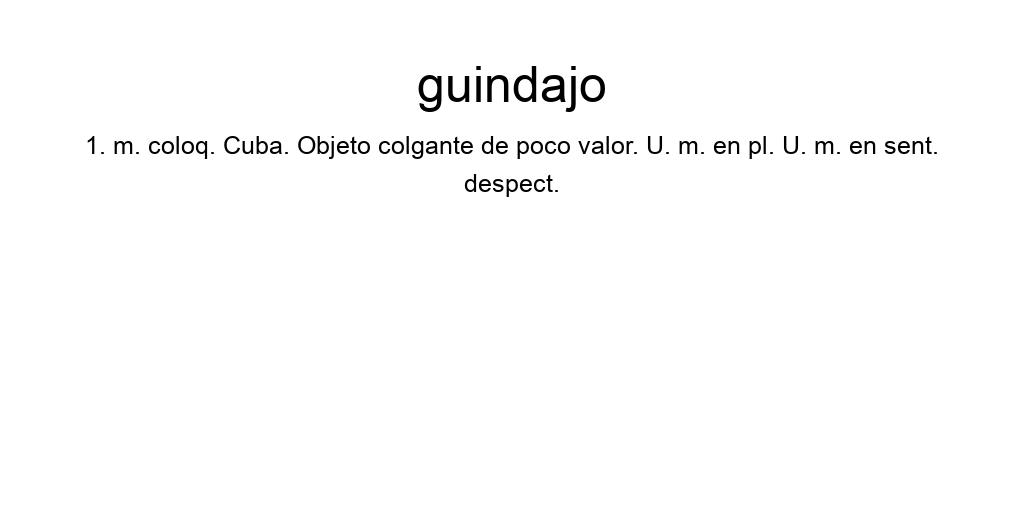 guindajo
1. m. coloq. Cuba. Objeto colgante de poco valor. U. m. en pl. U. m. en sent.
despect.